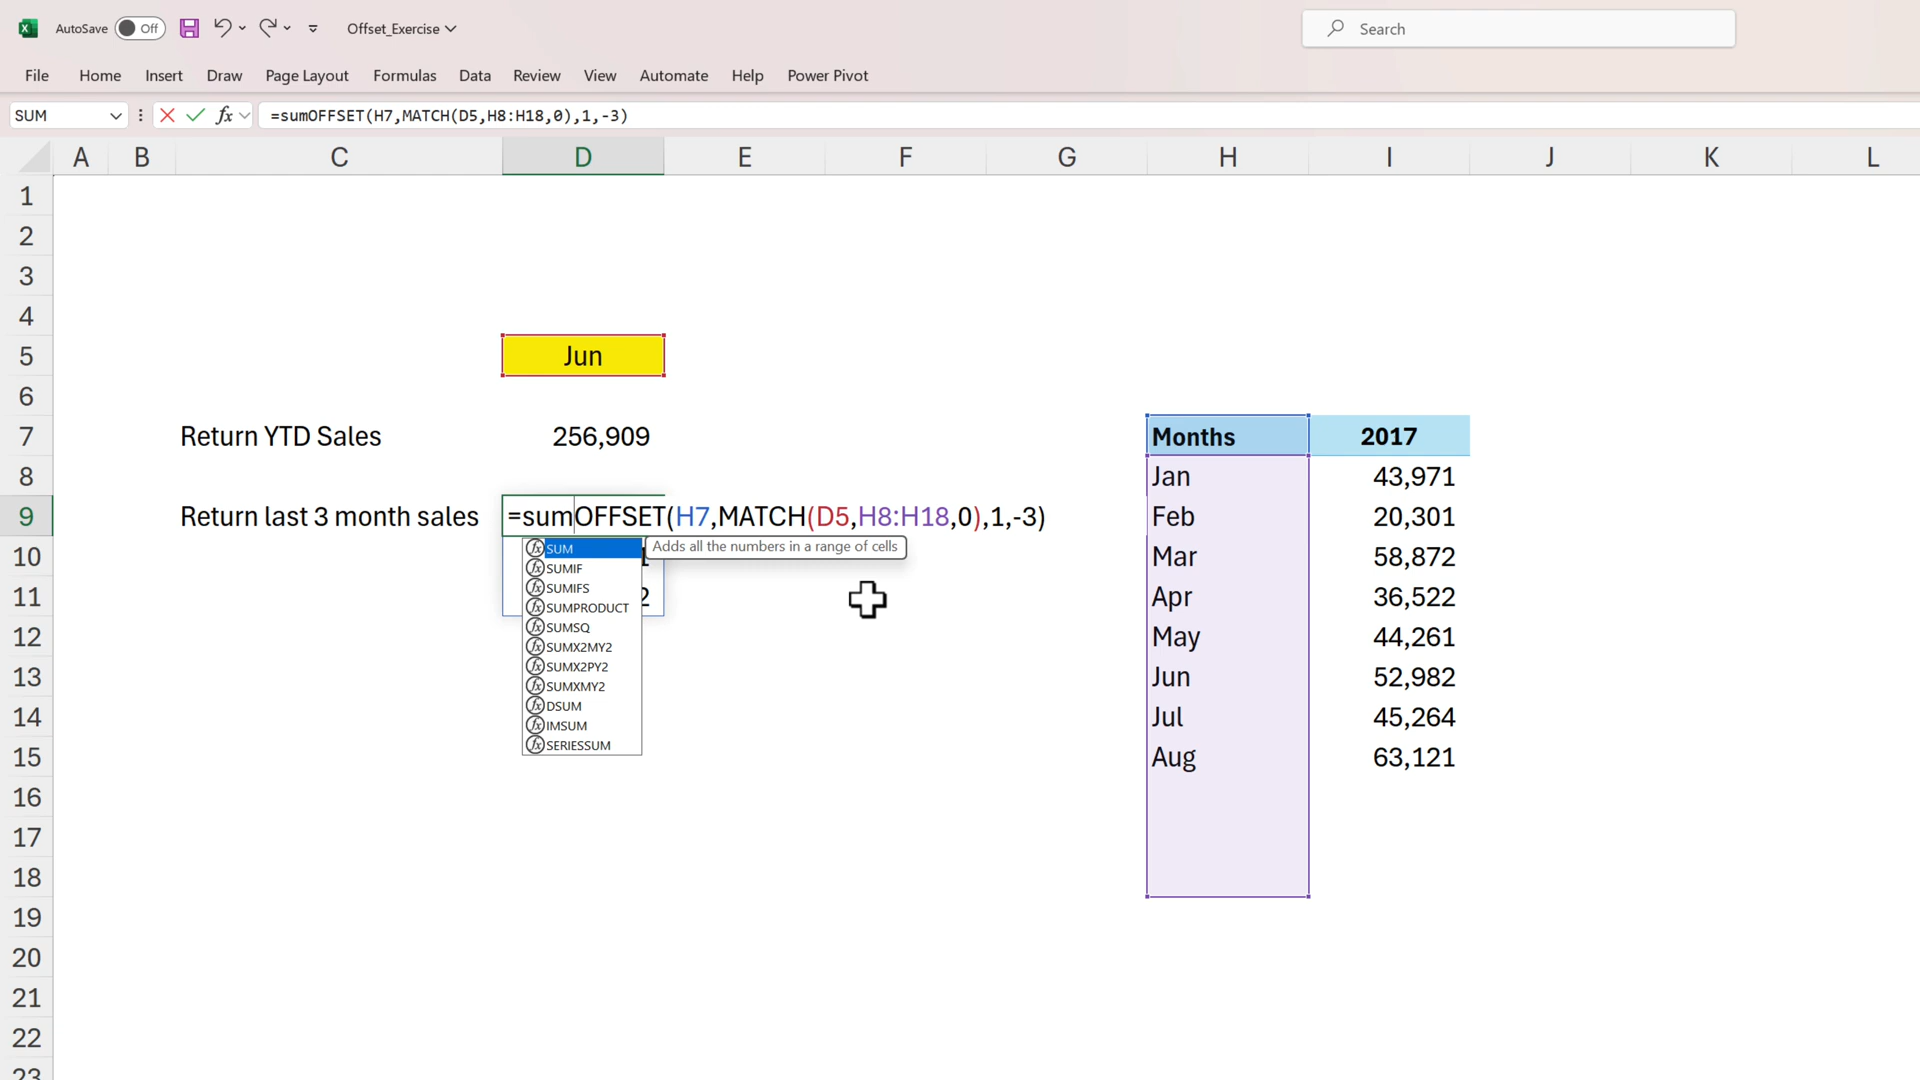 AutoSave Off Offset_Exercise Search
File Home Insert Draw Page Layout Formulas Data Review View Automate Help Power Pivot
SUM fx =sumOFFSET(H7,MATCH(D5,H8:H18,0),1,-3)
A B C D E F G H I J K L
1
2
3
4
5 Jun
6
7 Return YTD Sales 256,909 Months 2017
8 Jan 43,971
9 Return last 3 month sales =sumOFFSET(H7,MATCH(D5,H8:H18,0),1,-3) Feb 20,301
SUM Adds all the numbers in a range of cells
10 1 Mar 58,872
SUMIF
SUMIFS
11 2 Apr 36,522
SUMPRODUCT
SUMSQ
12 May 44,261
SUMX2MY2
SUMX2PY2
13 Jun 52,982
SUMXMY2
DSUM
14 Jul 45,264
IMSUM
SERIESSUM
15 Aug 63,121
16
17
18
19
20
21
22
23